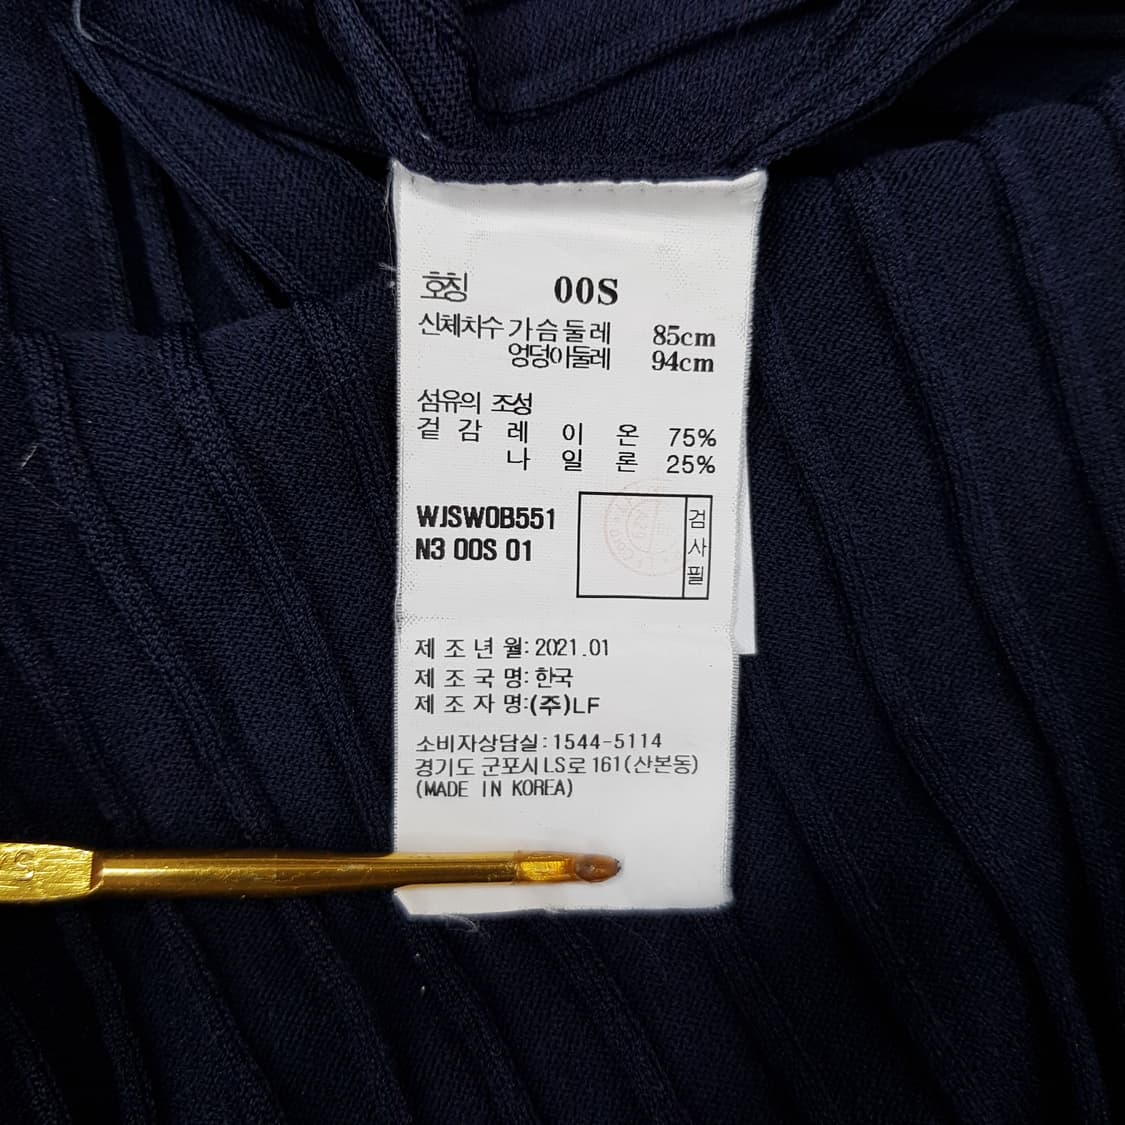 호칭 00S
신체치수 가슴둘레 85cm
엉덩이둘레 94cm
섬유의 조성
겉감 레이온 75%
나일론 25%
WJSW0B551
N3 00S 01
검사필
제조년월: 2021.01
제조국명: 한국
제조자명:(주)LF
소비자상담실: 1544-5114
경기도 군포시 LS로 161(산본동)
(MADE IN KOREA)